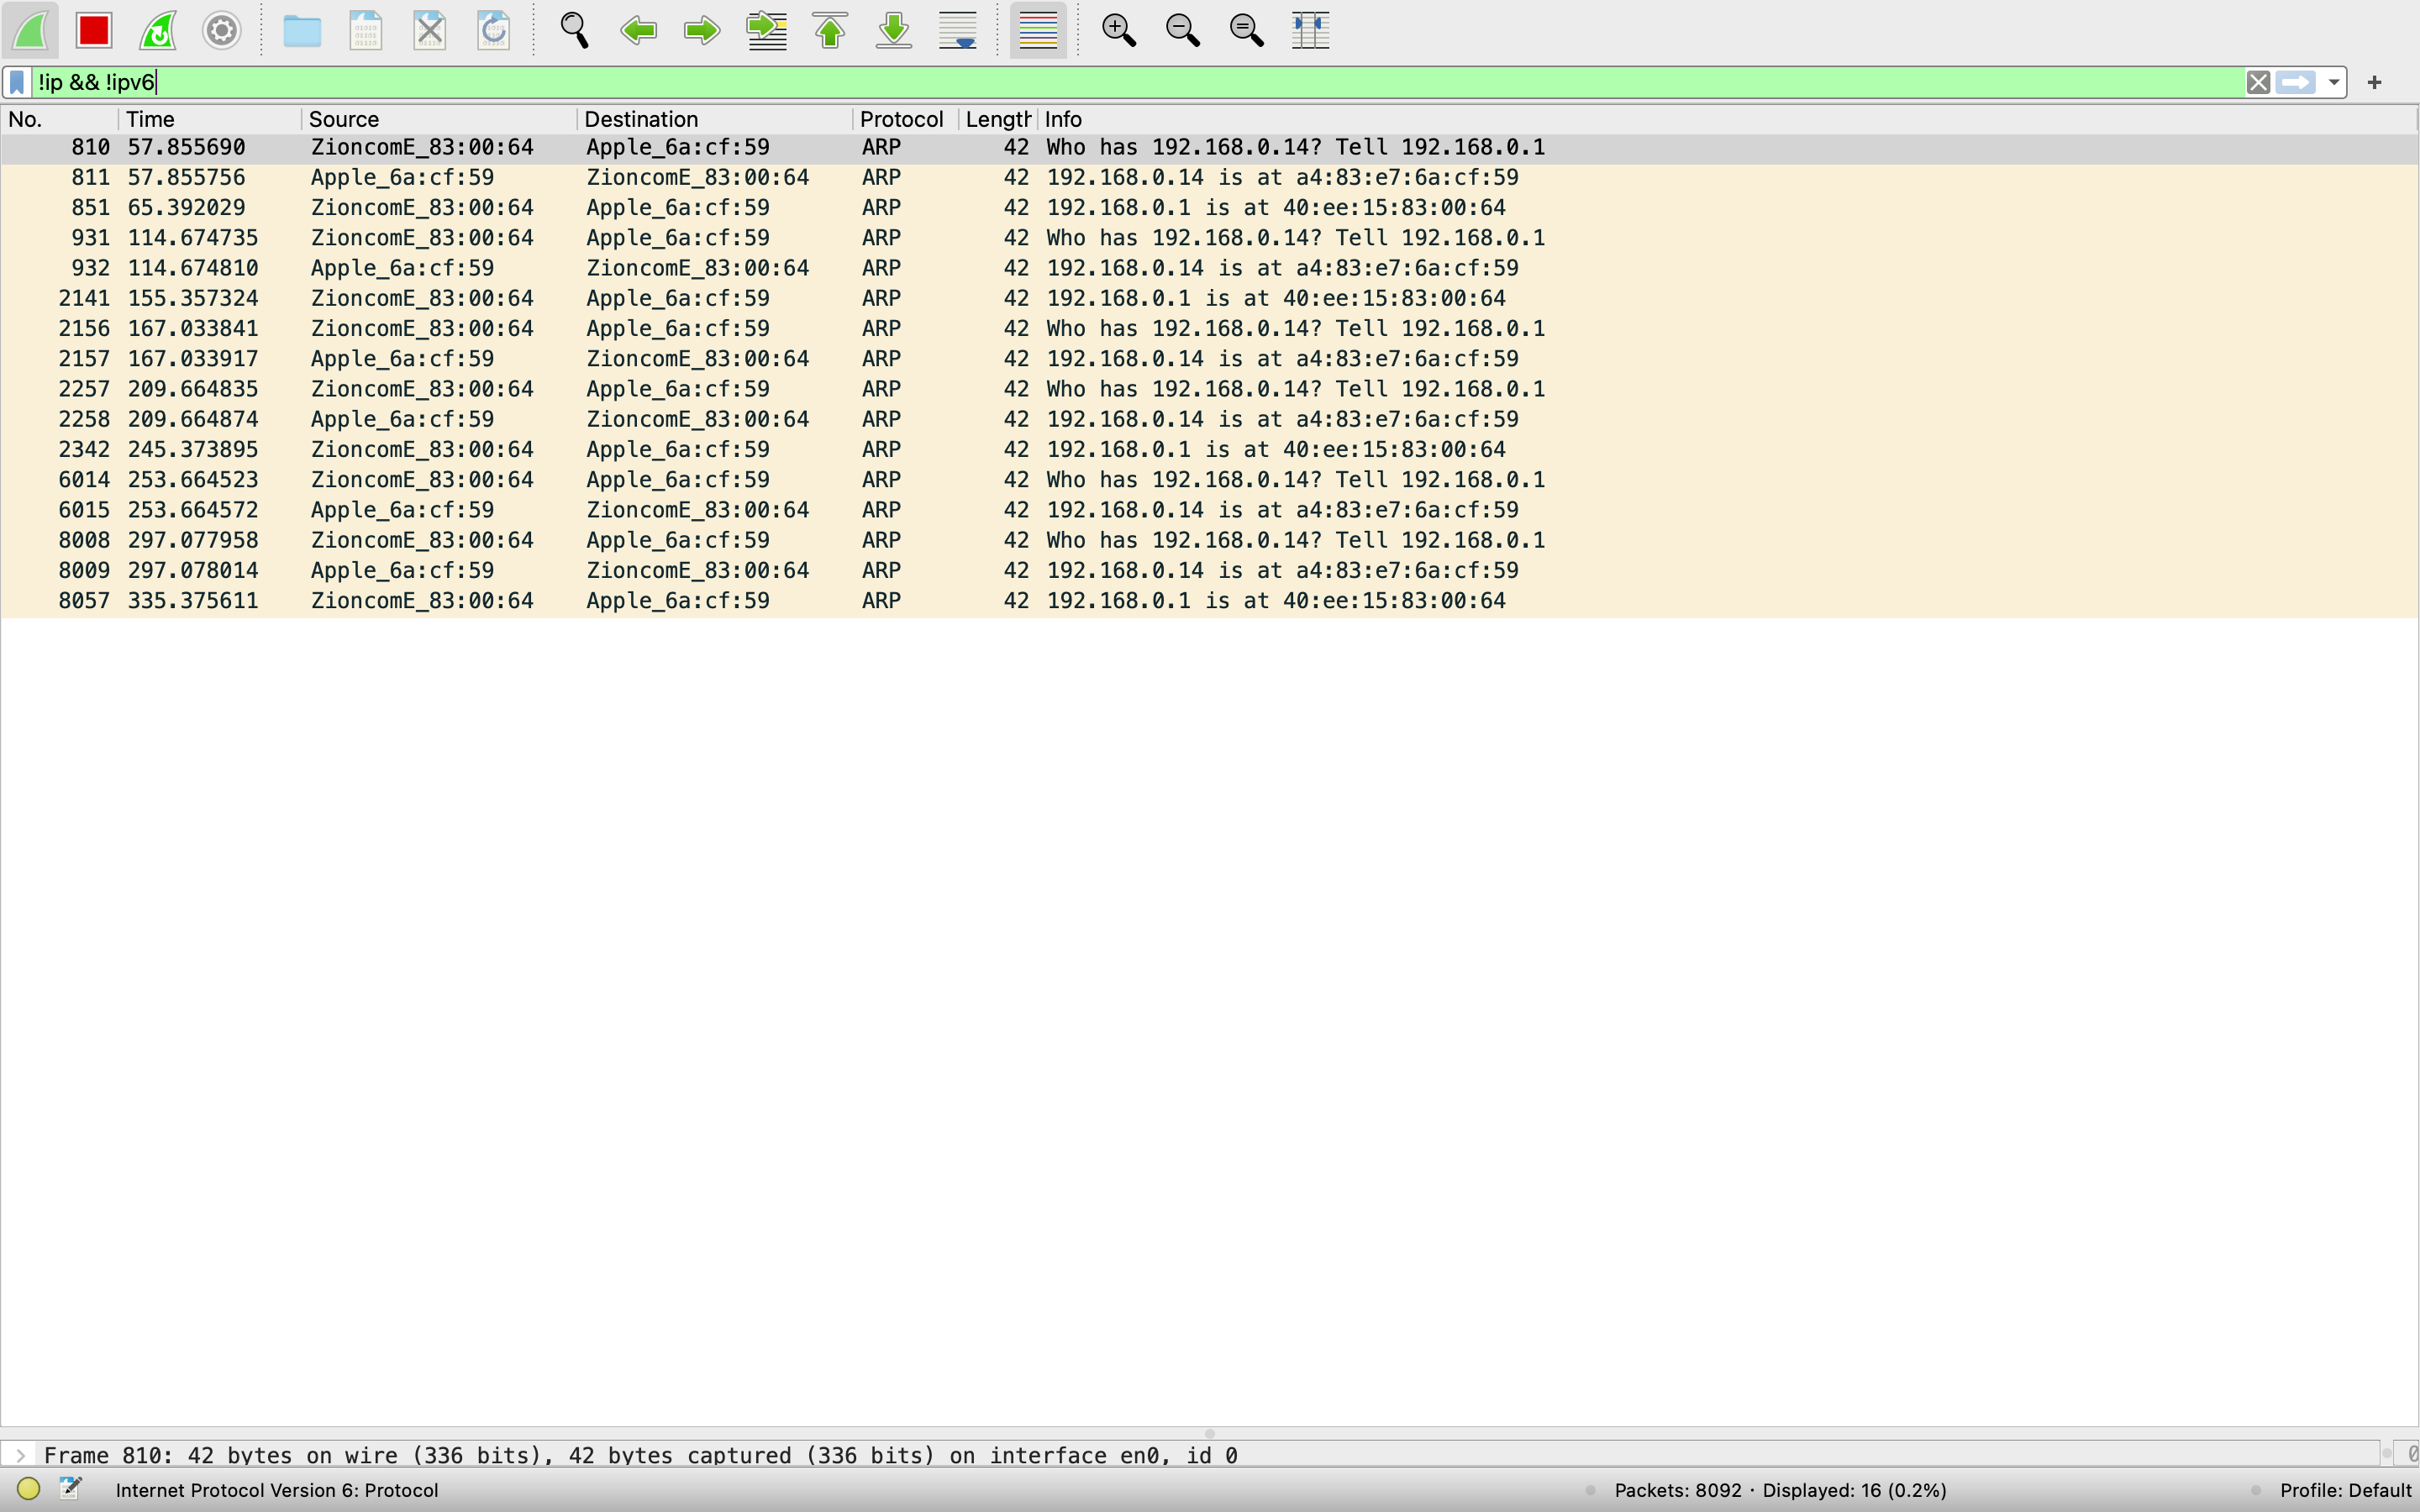 !ip && !ipv6
No. Time Source Destination Protocol Length Info
810 57.855690 ZioncomE_83:00:64 Apple_6a:cf:59 ARP 42 Who has 192.168.0.14? Tell 192.168.0.1
811 57.855756 Apple_6a:cf:59 ZioncomE_83:00:64 ARP 42 192.168.0.14 is at a4:83:e7:6a:cf:59
851 65.392029 ZioncomE_83:00:64 Apple_6a:cf:59 ARP 42 192.168.0.1 is at 40:ee:15:83:00:64
931 114.674735 ZioncomE_83:00:64 Apple_6a:cf:59 ARP 42 Who has 192.168.0.14? Tell 192.168.0.1
932 114.674810 Apple_6a:cf:59 ZioncomE_83:00:64 ARP 42 192.168.0.14 is at a4:83:e7:6a:cf:59
2141 155.357324 ZioncomE_83:00:64 Apple_6a:cf:59 ARP 42 192.168.0.1 is at 40:ee:15:83:00:64
2156 167.033841 ZioncomE_83:00:64 Apple_6a:cf:59 ARP 42 Who has 192.168.0.14? Tell 192.168.0.1
2157 167.033917 Apple_6a:cf:59 ZioncomE_83:00:64 ARP 42 192.168.0.14 is at a4:83:e7:6a:cf:59
2257 209.664835 ZioncomE_83:00:64 Apple_6a:cf:59 ARP 42 Who has 192.168.0.14? Tell 192.168.0.1
2258 209.664874 Apple_6a:cf:59 ZioncomE_83:00:64 ARP 42 192.168.0.14 is at a4:83:e7:6a:cf:59
2342 245.373895 ZioncomE_83:00:64 Apple_6a:cf:59 ARP 42 192.168.0.1 is at 40:ee:15:83:00:64
6014 253.664523 ZioncomE_83:00:64 Apple_6a:cf:59 ARP 42 Who has 192.168.0.14? Tell 192.168.0.1
6015 253.664572 Apple_6a:cf:59 ZioncomE_83:00:64 ARP 42 192.168.0.14 is at a4:83:e7:6a:cf:59
8008 297.077958 ZioncomE_83:00:64 Apple_6a:cf:59 ARP 42 Who has 192.168.0.14? Tell 192.168.0.1
8009 297.078014 Apple_6a:cf:59 ZioncomE_83:00:64 ARP 42 192.168.0.14 is at a4:83:e7:6a:cf:59
8057 335.375611 ZioncomE_83:00:64 Apple_6a:cf:59 ARP 42 192.168.0.1 is at 40:ee:15:83:00:64
Frame 810: 42 bytes on wire (336 bits), 42 bytes captured (336 bits) on interface en0, id 0
Internet Protocol Version 6: Protocol Packets: 8092 · Displayed: 16 (0.2%) Profile: Default